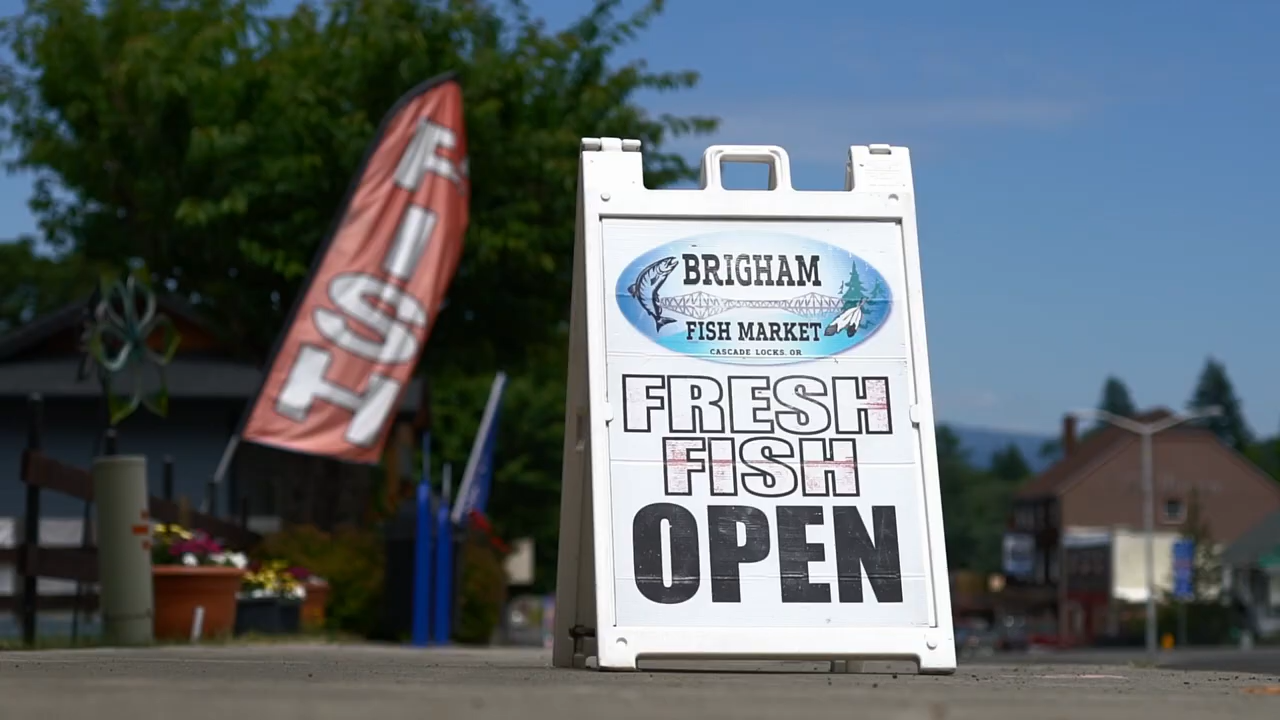 FISH
BRIGHAM
FISH MARKET
CASCADE LOCKS, OR
FRESH
FISH
OPEN